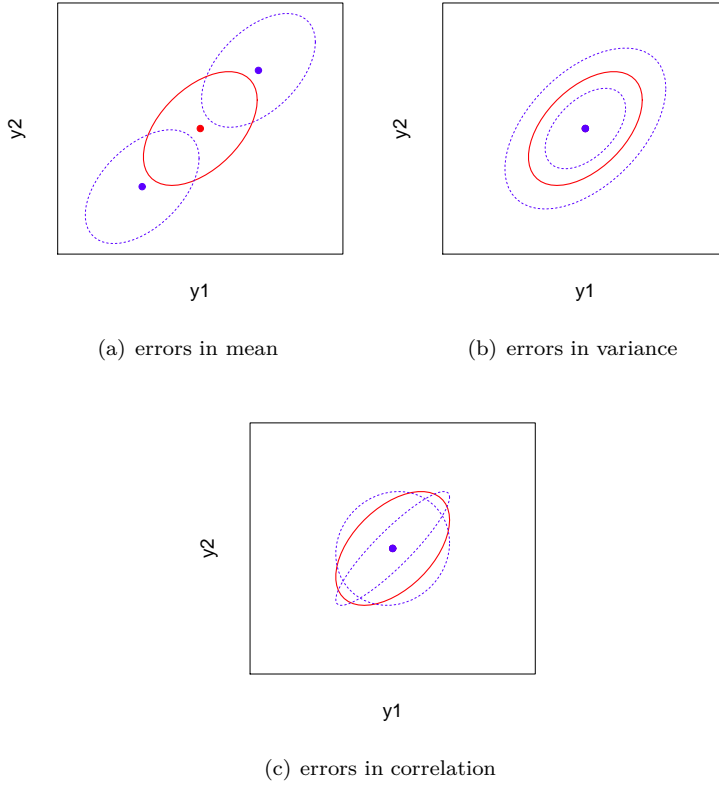 y2
y1
(a) errors in mean
y2
y1
(b) errors in variance
y2
y1
(c) errors in correlation